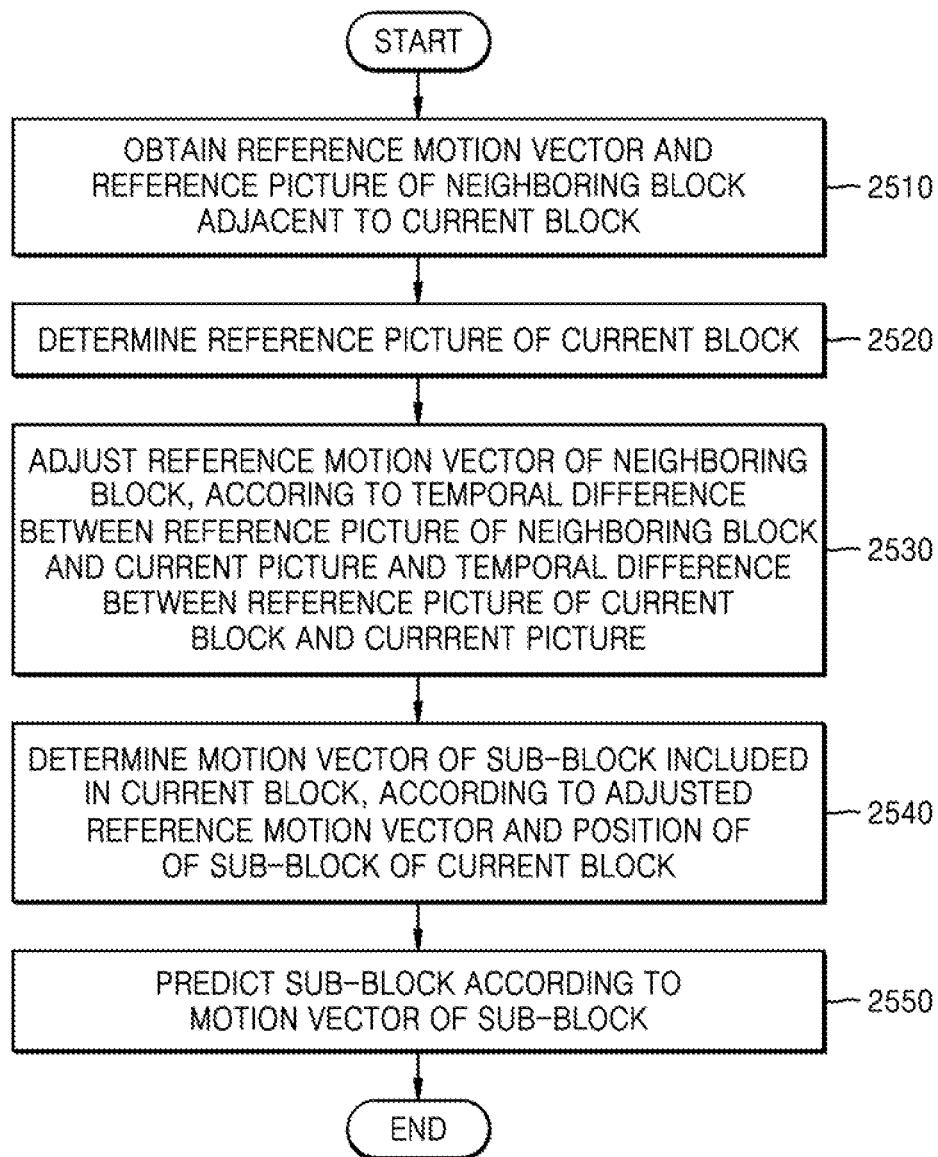 START
OBTAIN REFERENCE MOTION VECTOR AND
REFERENCE PICTURE OF NEIGHBORING BLOCK
ADJACENT TO CURRENT BLOCK
2510
DETERMINE REFERENCE PICTURE OF CURRENT BLOCK
2520
ADJUST REFERENCE MOTION VECTOR OF NEIGHBORING
BLOCK, ACCORING TO TEMPORAL DIFFERENCE
BETWEEN REFERENCE PICTURE OF NEIGHBORING BLOCK
AND CURRENT PICTURE AND TEMPORAL DIFFERENCE
BETWEEN REFERENCE PICTURE OF CURRENT
BLOCK AND CURRRENT PICTURE
2530
DETERMINE MOTION VECTOR OF SUB-BLOCK INCLUDED
IN CURRENT BLOCK, ACCORDING TO ADJUSTED
REFERENCE MOTION VECTOR AND POSITION OF
OF SUB-BLOCK OF CURRENT BLOCK
2540
PREDICT SUB-BLOCK ACCORDING TO
MOTION VECTOR OF SUB-BLOCK
2550
END